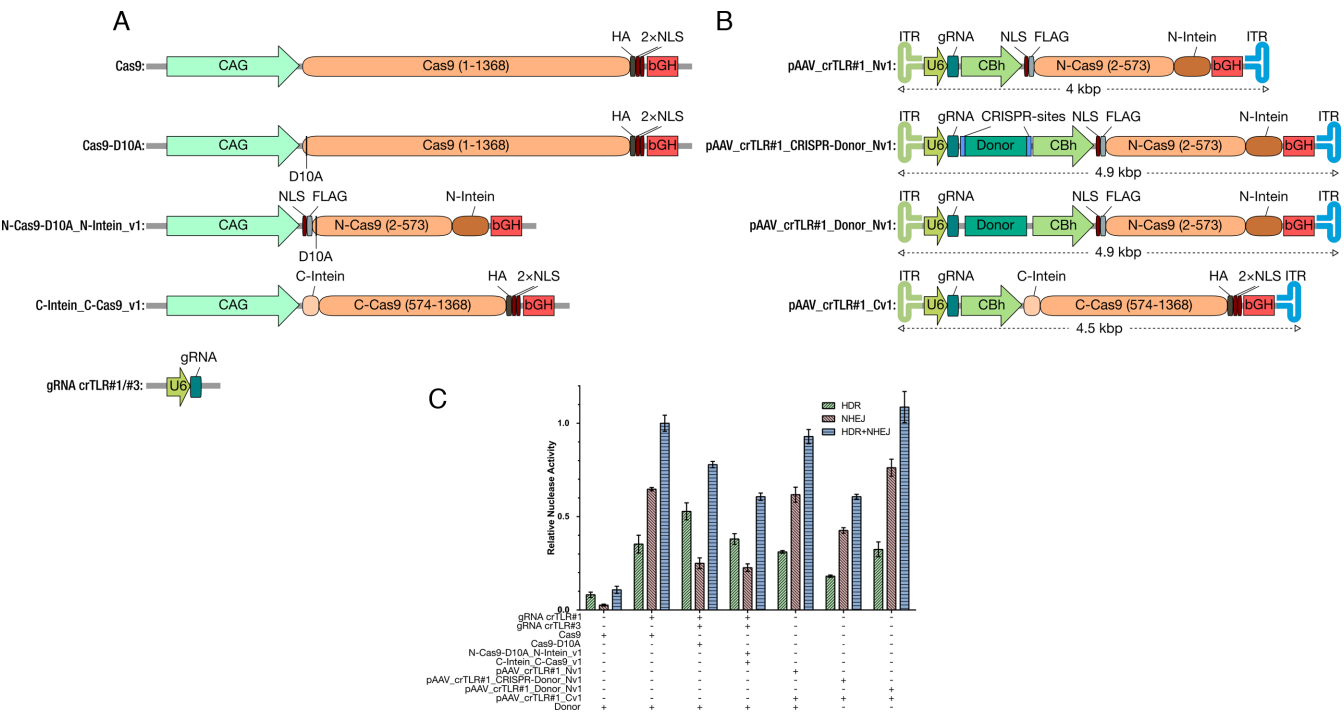 A
HA 2×NLS
Cas9: CAG Cas9 (1-1368) bGH
HA 2×NLS
Cas9-D10A: CAG Cas9 (1-1368) bGH
D10A
NLS FLAG N-Intein
N-Cas9-D10A_N-Intein_v1: CAG N-Cas9 (2-573) bGH
D10A
C-Intein HA 2×NLS
C-Intein_C-Cas9_v1: CAG C-Cas9 (574-1368) bGH
gRNA
gRNA crTLR#1/#3: U6
B
ITR gRNA NLS FLAG N-Intein ITR
pAAV_crTLR#1_Nv1: U6 CBh N-Cas9 (2-573) bGH
4 kbp
ITR gRNA CRISPR-sites NLS FLAG N-Intein ITR
pAAV_crTLR#1_CRISPR-Donor_Nv1: U6 Donor CBh N-Cas9 (2-573) bGH
4.9 kbp
ITR gRNA NLS FLAG N-Intein ITR
pAAV_crTLR#1_Donor_Nv1: U6 Donor CBh N-Cas9 (2-573) bGH
4.9 kbp
ITR gRNA C-Intein HA 2×NLS ITR
pAAV_crTLR#1_Cv1: U6 CBh C-Cas9 (574-1368) bGH
4.5 kbp
C
HDR
NHEJ
HDR+NHEJ
Relative Nuclease Activity
1.0
0.5
0.0
gRNA crTLR#1 - + + + - - -
gRNA crTLR#3 - - + + - - -
Cas9 + + - - - - -
Cas9-D10A - - + - - - -
N-Cas9-D10A_N-Intein_v1 - - - + - - -
C-Intein_C-Cas9_v1 - - - + - - -
pAAV_crTLR#1_Nv1 - - - - + - -
pAAV_crTLR#1_CRISPR-Donor_Nv1 - - - - - + -
pAAV_crTLR#1_Donor_Nv1 - - - - - - +
pAAV_crTLR#1_Cv1 - - - - + + +
Donor + + + + + - -